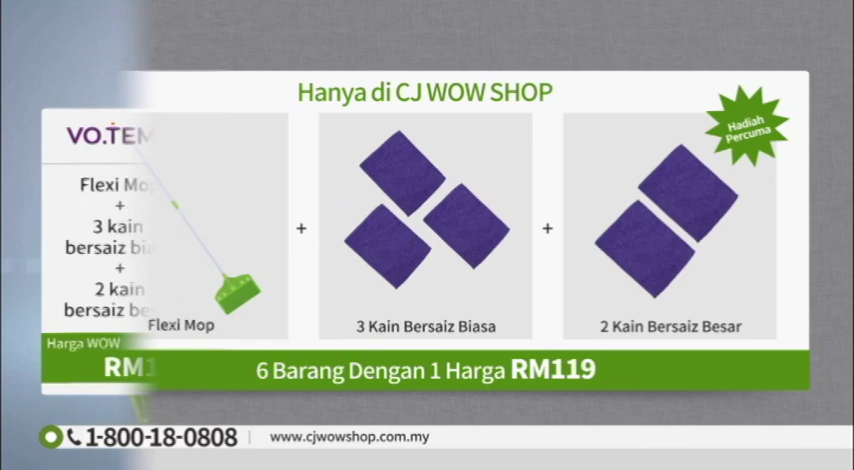 Hanya di CJ WOW SHOP
Hadiah
Percuma
VO.TEM
Flexi Mo
+
3 kain
bersaiz bia
+
2 kain
bersaiz be
Flexi Mop
+
3 Kain Bersaiz Biasa
+
2 Kain Bersaiz Besar
Harga WOW
RM1
6 Barang Dengan 1 Harga RM119
1-800-18-0808
www.cjwowshop.com.my